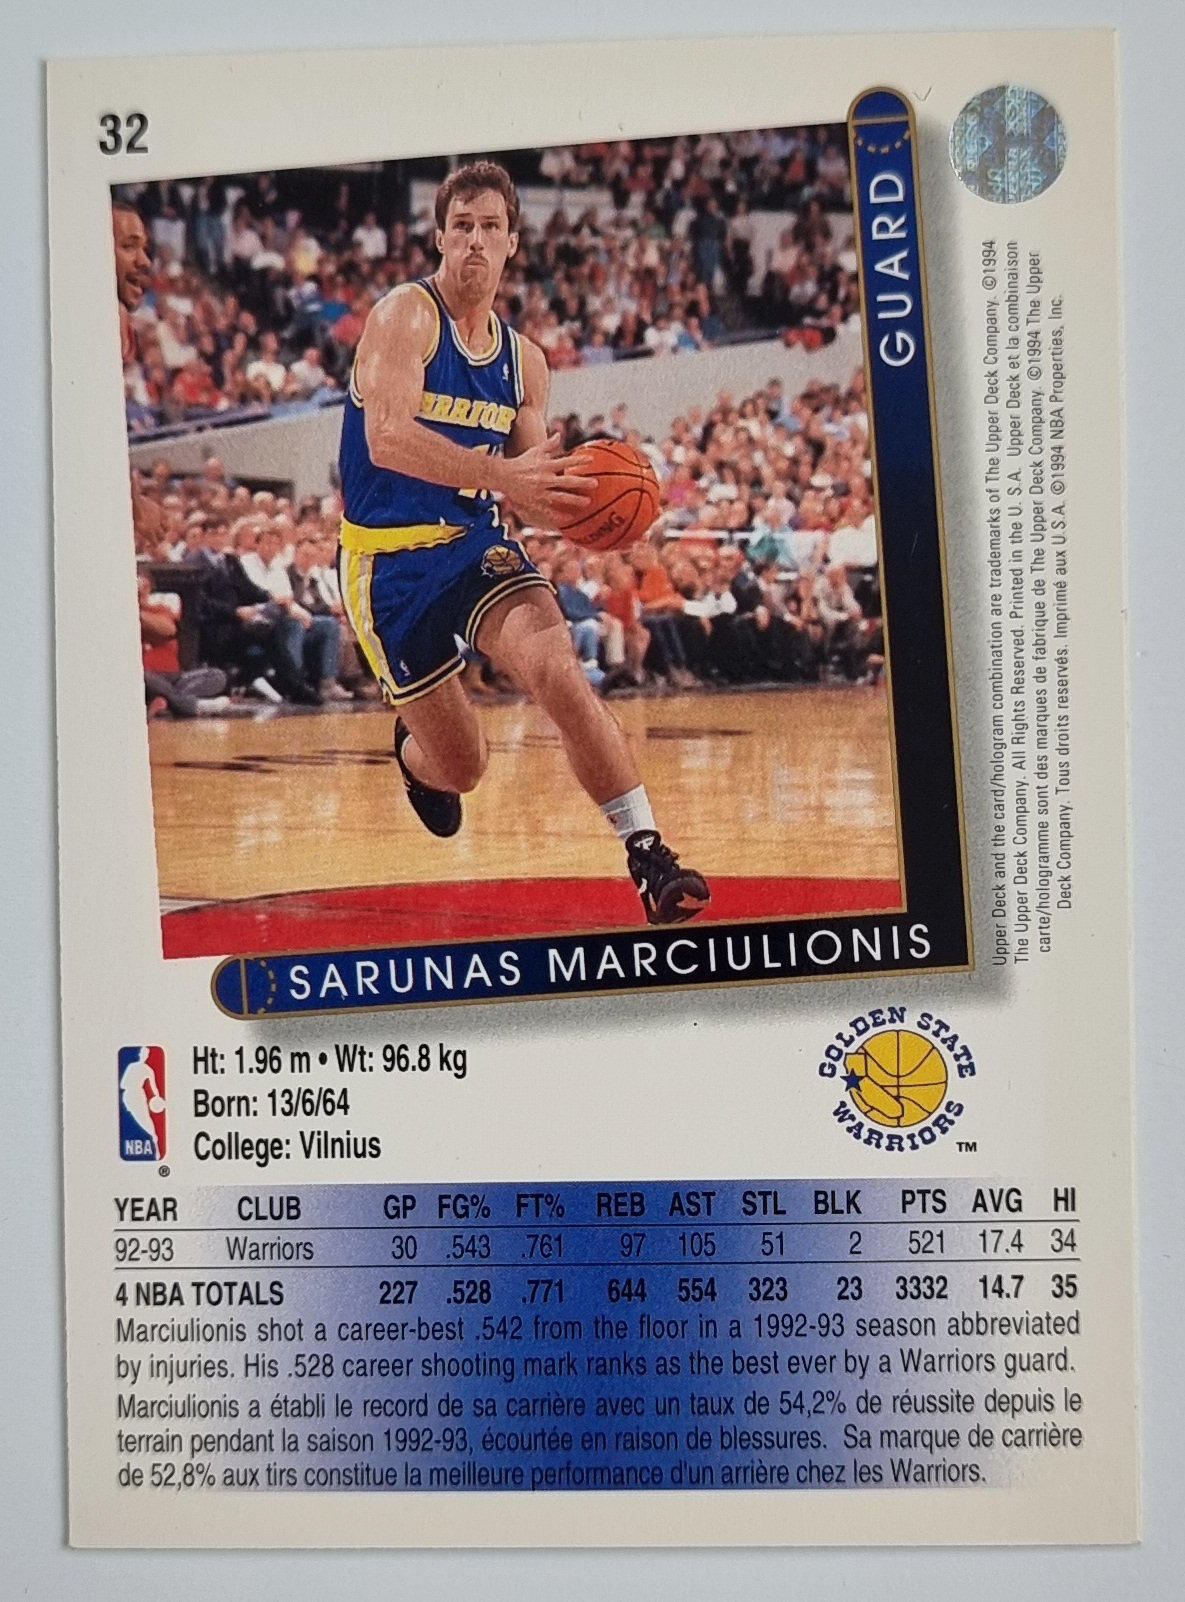 32
GUARD
WARRIORS
SARUNAS MARCIULIONIS
Upper Deck and the card/hologram combination are trademarks of The Upper Deck Company. ©1994
The Upper Deck Company. All Rights Reserved. Printed in the U. S. A. Upper Deck et la combinaison
carte/hologramme sont des marques de fabrique de The Upper Deck Company. ©1994 The Upper
Deck Company. Tous droits reservés. Imprimé aux U.S.A. ©1994 NBA Properties, Inc.
NBA
®
Ht: 1.96 m • Wt: 96.8 kg
Born: 13/6/64
College: Vilnius
GOLDEN STATE
WARRIORS
TM
YEAR CLUB GP FG% FT% REB AST STL BLK PTS AVG HI
92-93 Warriors 30 .543 .761 97 105 51 2 521 17.4 34
4 NBA TOTALS 227 .528 .771 644 554 323 23 3332 14.7 35
Marciulionis shot a career-best .542 from the floor in a 1992-93 season abbreviated
by injuries. His .528 career shooting mark ranks as the best ever by a Warriors guard.
Marciulionis a établi le record de sa carrière avec un taux de 54,2% de réussite depuis le
terrain pendant la saison 1992-93, écourtée en raison de blessures. Sa marque de carrière
de 52,8% aux tirs constitue la meilleure performance d'un arrière chez les Warriors.